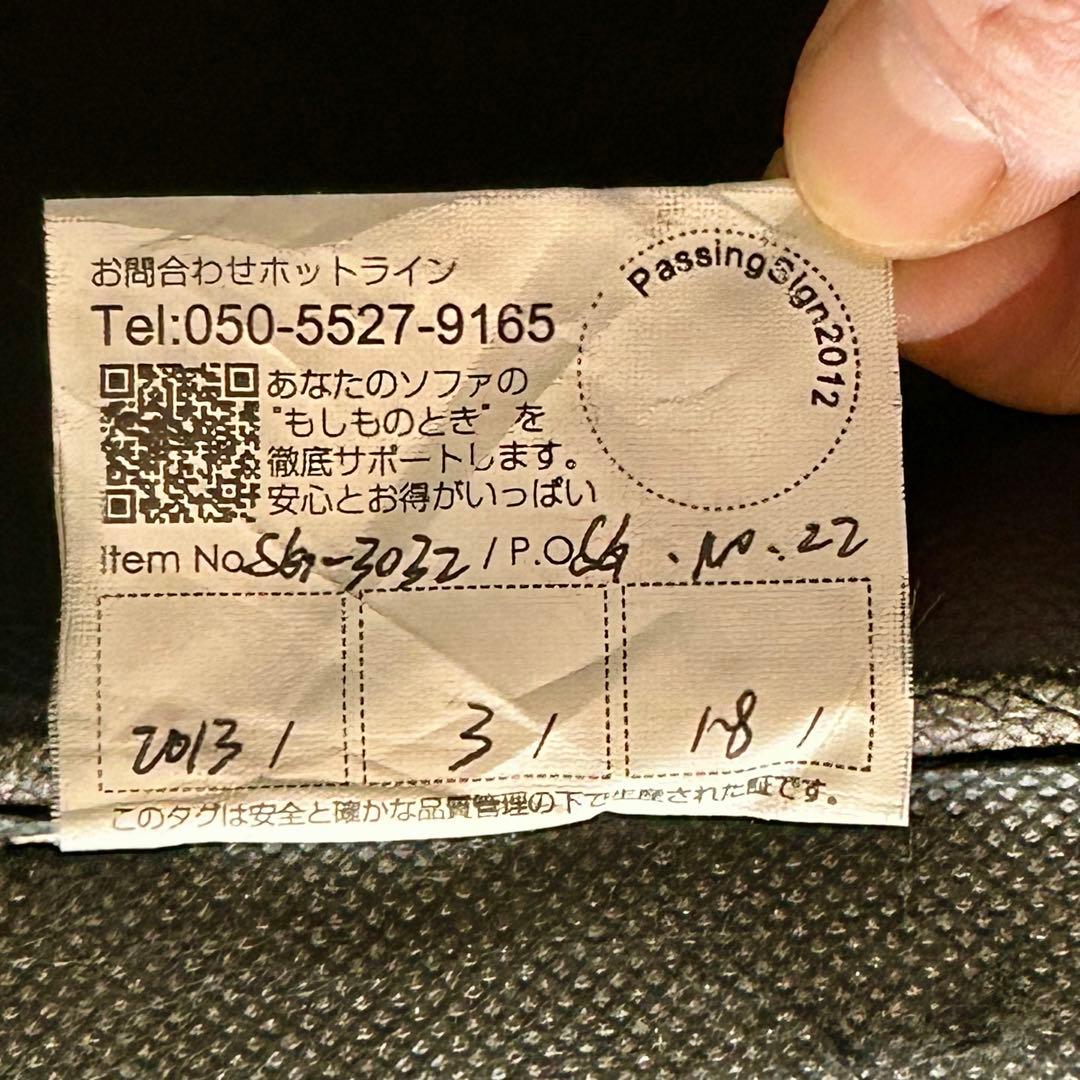 お問合わせホットライン
PassingSign2012
Tel:050-5527-9165
あなたのソファの
"もしものとき" を
徹底サポートします。
安心とお得がいっぱい
Item No.SG-3032 / P.O.SG . No. 22
2013 / 3 / 18 /
このタグは安全と確かな品質管理の下で生産された証です。